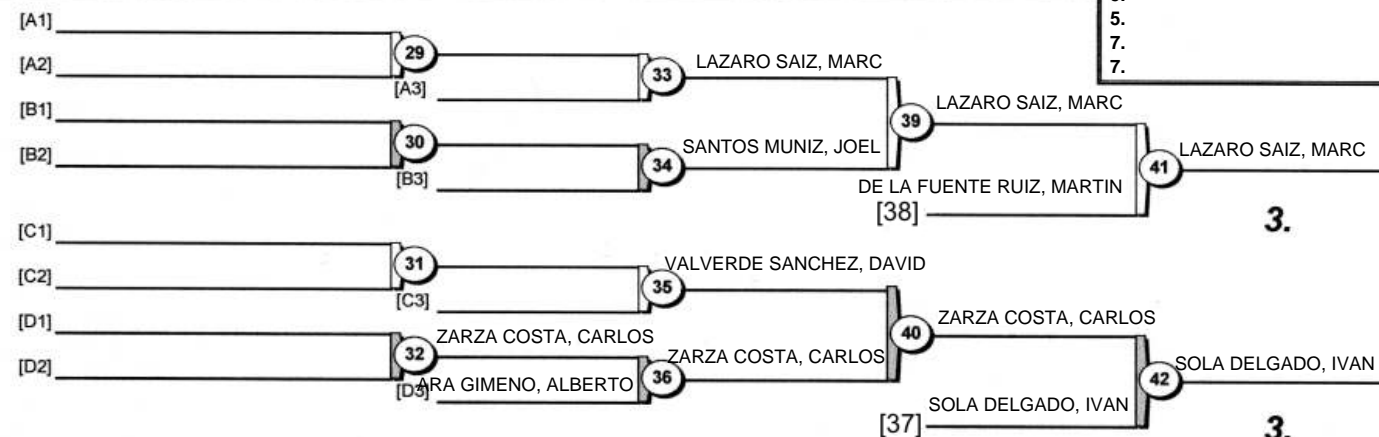 5.
7.
7.
[A1]
29
[A2]
[A3]
33
LAZARO SAIZ, MARC
[B1]
30
[B2]
[B3]
34
SANTOS MUNIZ, JOEL
39
LAZARO SAIZ, MARC
DE LA FUENTE RUIZ, MARTIN
[38]
41
LAZARO SAIZ, MARC
3.
[C1]
31
[C2]
[C3]
35
VALVERDE SANCHEZ, DAVID
[D1]
32
ZARZA COSTA, CARLOS
[D2]
[D3]
ARA GIMENO, ALBERTO
36
ZARZA COSTA, CARLOS
40
ZARZA COSTA, CARLOS
SOLA DELGADO, IVAN
[37]
42
SOLA DELGADO, IVAN
3.